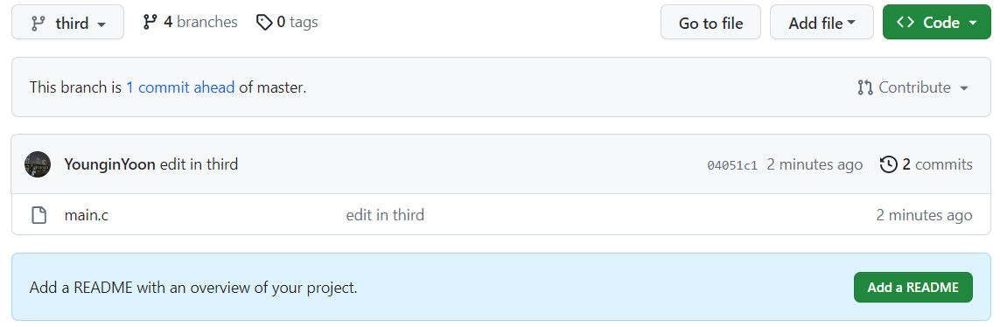 third 4 branches 0 tags Go to file Add file Code
This branch is 1 commit ahead of master. Contribute
YounginYoon edit in third 04051c1 2 minutes ago 2 commits
main.c edit in third 2 minutes ago
Add a README with an overview of your project. Add a README